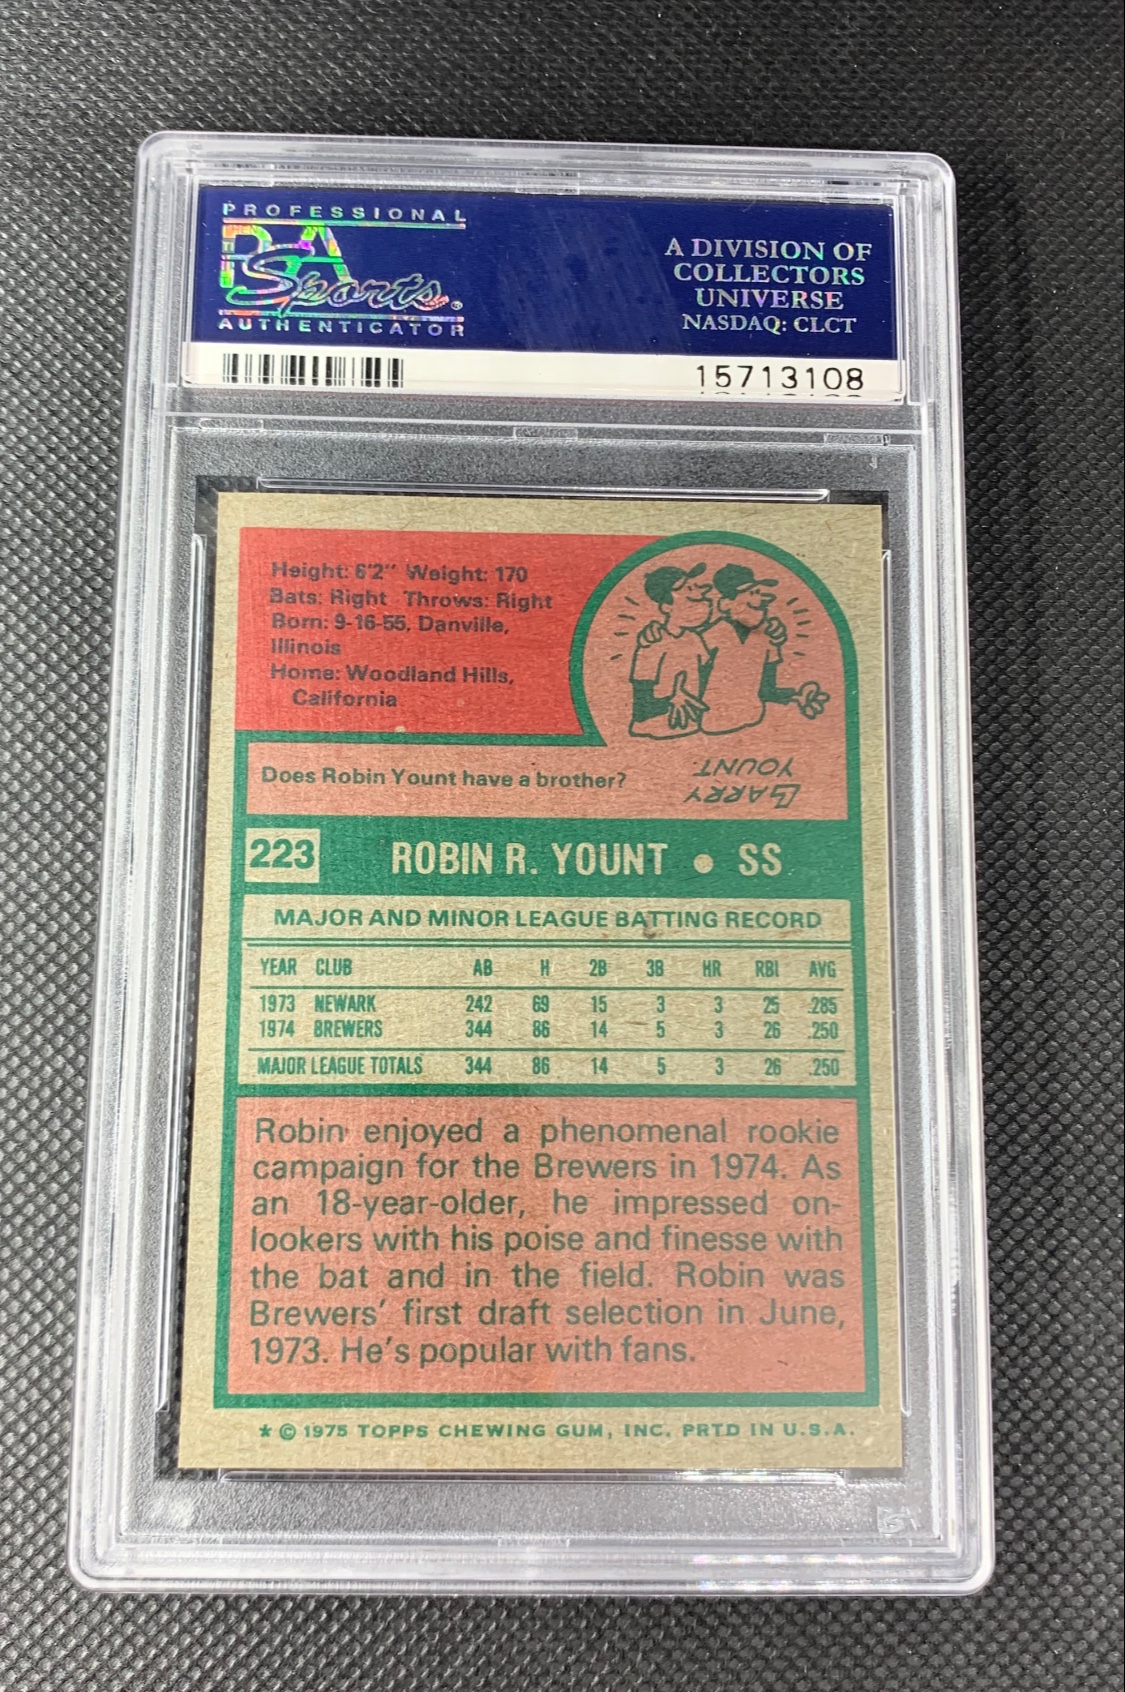 PROFESSIONAL
PSA
Sports®
AUTHENTICATOR
A DIVISION OF
COLLECTORS
UNIVERSE
NASDAQ: CLCT
15713108
Height: 6'2" Weight: 170
Bats: Right Throws: Right
Born: 9-16-55, Danville,
Illinois
Home: Woodland Hills,
California
Does Robin Yount have a brother?
LARRY
YOUNT.
223 ROBIN R. YOUNT • SS
MAJOR AND MINOR LEAGUE BATTING RECORD
YEAR CLUB AB H 2B 3B HR RBI AVG
1973 NEWARK 242 69 15 3 3 25 .285
1974 BREWERS 344 86 14 5 3 26 .250
MAJOR LEAGUE TOTALS 344 86 14 5 3 26 .250
Robin enjoyed a phenomenal rookie
campaign for the Brewers in 1974. As
an 18-year-older, he impressed on-
lookers with his poise and finesse with
the bat and in the field. Robin was
Brewers' first draft selection in June,
1973. He's popular with fans.
* © 1975 TOPPS CHEWING GUM, INC. PRTD IN U.S.A.